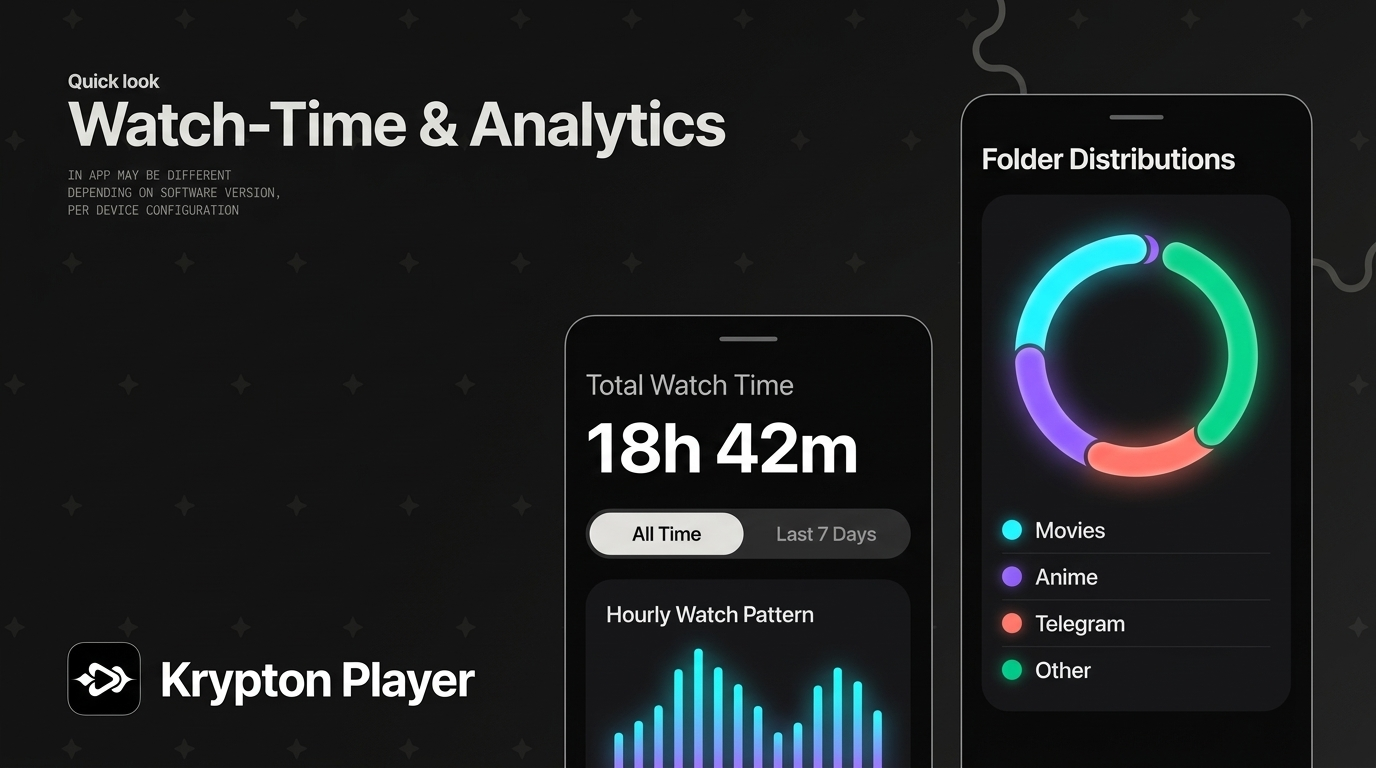 Quick look
Watch-Time & Analytics
IN APP MAY BE DIFFERENT
DEPENDING ON SOFTWARE VERSION,
PER DEVICE CONFIGURATION
Krypton Player
Total Watch Time
18h 42m
All Time
Last 7 Days
Hourly Watch Pattern
Folder Distributions
Movies
Anime
Telegram
Other